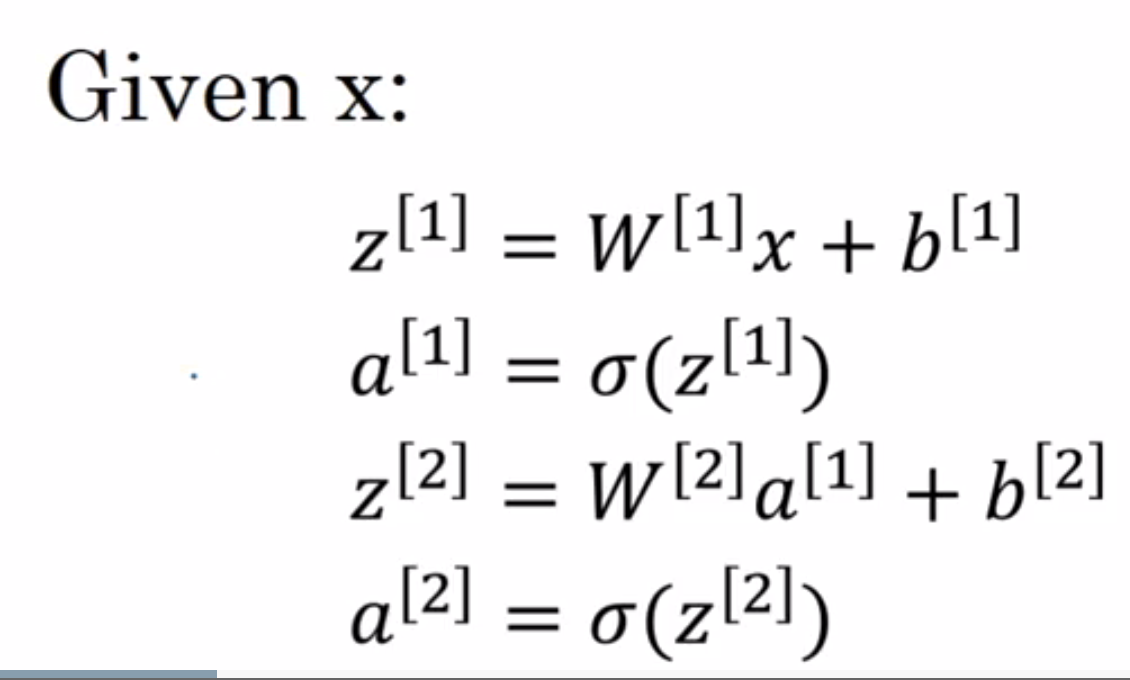 Given x:
z^[1] = W^[1]x + b^[1]
a^[1] = σ(z^[1])
z^[2] = W^[2]a^[1] + b^[2]
a^[2] = σ(z^[2])